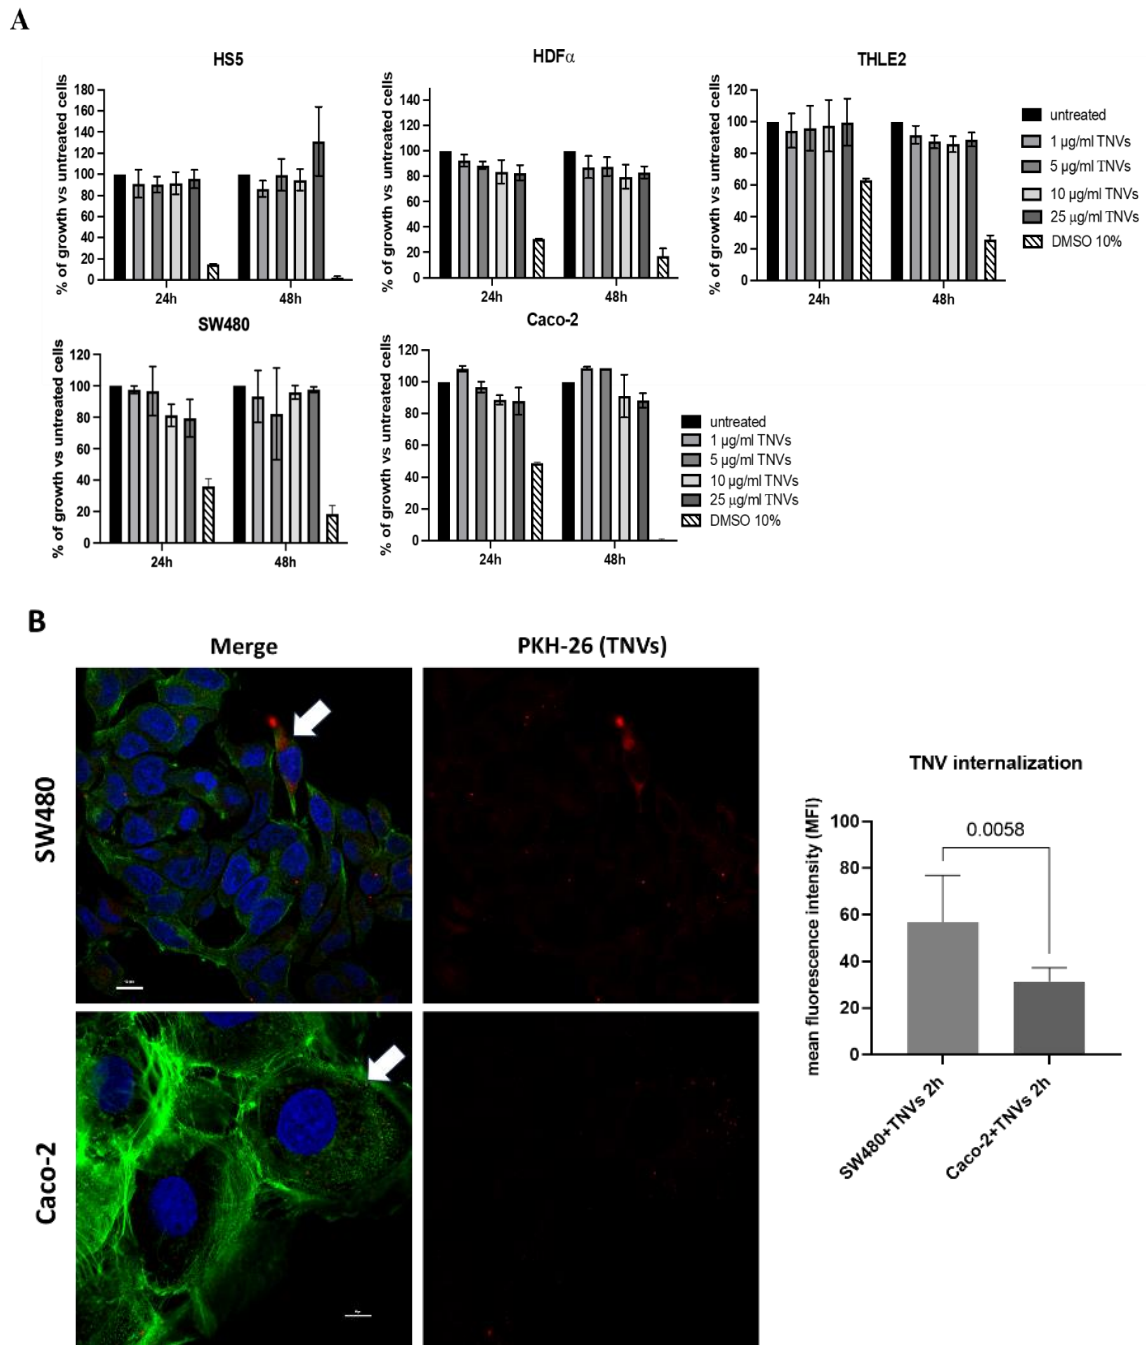 A
HS5
% of growth vs untreated cells
180
160
140
120
100
80
60
40
20
0
24h
48h
HDFα
% of growth vs untreated cells
140
120
100
80
60
40
20
0
24h
48h
THLE2
% of growth vs untreated cells
120
100
80
60
40
20
0
24h
48h
untreated
1 µg/ml TNVs
5 µg/ml TNVs
10 µg/ml TNVs
25 µg/ml TNVs
DMSO 10%
SW480
% of growth vs untreated cells
120
100
80
60
40
20
0
24h
48h
Caco-2
% of growth vs untreated cells
120
100
80
60
40
20
0
24h
48h
untreated
1 µg/ml TNVs
5 µg/ml TNVs
10 µg/ml TNVs
25 µg/ml TNVs
DMSO 10%
B
Merge
PKH-26 (TNVs)
SW480
Caco-2
TNV internalization
mean fluorescence intensity (MFI)
100
80
60
40
20
0
0.0058
SW480+TNVs 2h
Caco-2+TNVs 2h